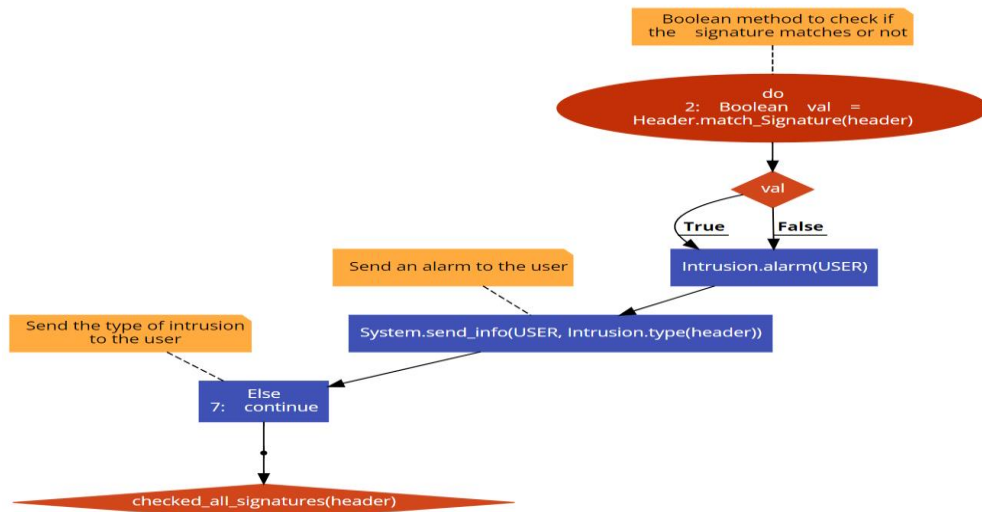 Boolean method to check if
the signature matches or not
do
2: Boolean val =
Header.match_Signature(header)
val
True
False
Intrusion.alarm(USER)
Send an alarm to the user
System.send_info(USER, Intrusion.type(header))
Send the type of intrusion
to the user
Else
7: continue
checked_all_signatures(header)